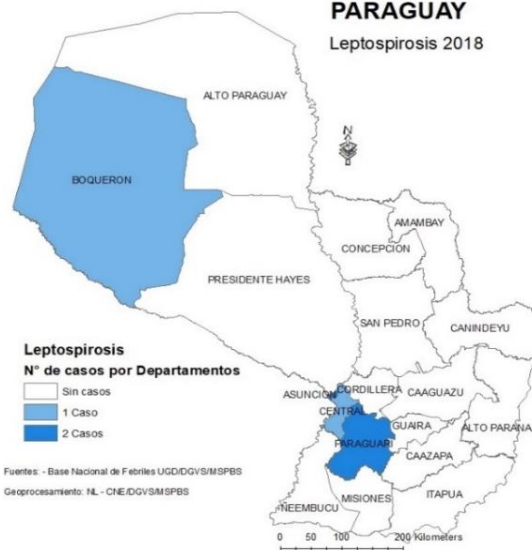 PARAGUAY
Leptospirosis 2018
ALTO PARAGUAY
N
BOQUERON
AMAMBAY
CONCEPCION
PRESIDENTE HAYES
SAN PEDRO
CANINDEYU
Leptospirosis
N° de casos por Departamentos
Sin casos
1 Caso
2 Casos
ASUNCION
CORDILLERA
CAAGUAZU
CENTRAL
GUAIRA
ALTO PARANA
PARAGUARI
CAAZAPA
Fuentes: - Base Nacional de Febriles UGD/DGVS/MSPBS
Geoprocesamiento: NL - CNE/DGVS/MSPBS
MISIONES
ITAPUA
ÑEEMBUCU
0 50 100 200 Kilometers